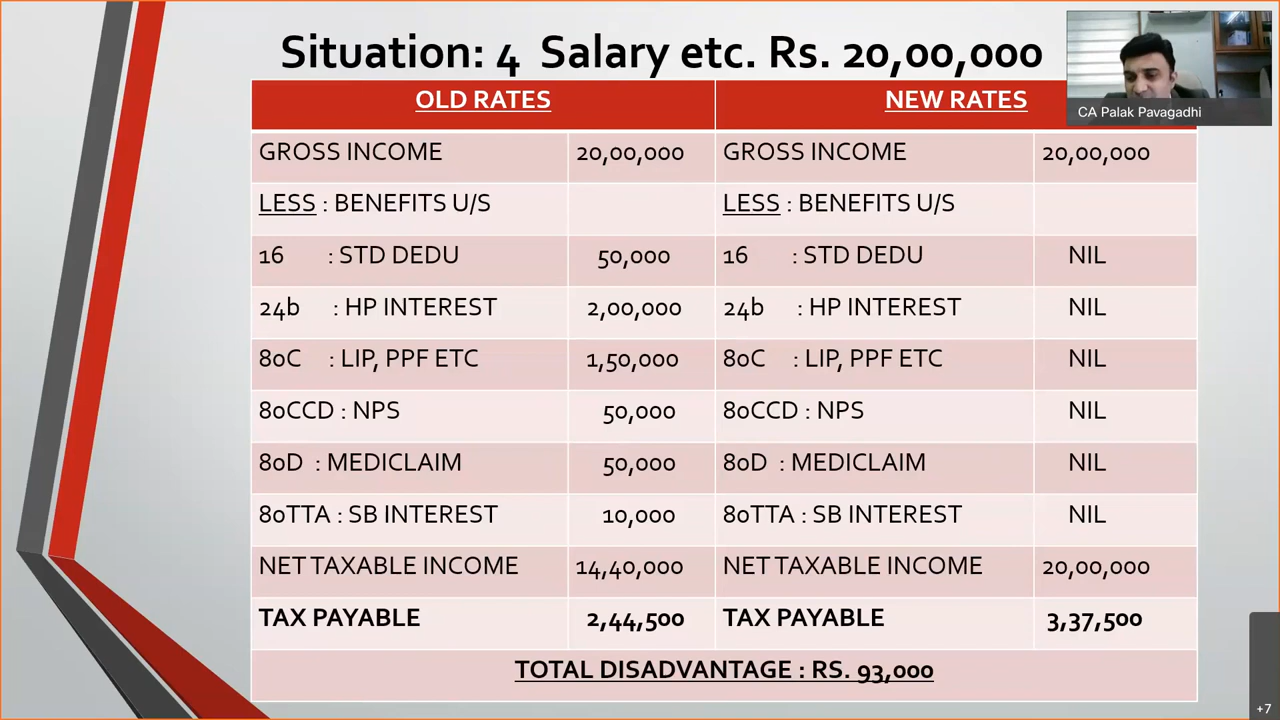 Situation: 4 Salary etc. Rs. 20,00,000
CA Palak Pavagadhi
OLD RATES NEW RATES
GROSS INCOME 20,00,000 GROSS INCOME 20,00,000
LESS : BENEFITS U/S LESS : BENEFITS U/S
16 : STD DEDU 50,000 16 : STD DEDU NIL
24b : HP INTEREST 2,00,000 24b : HP INTEREST NIL
80C : LIP, PPF ETC 1,50,000 80C : LIP, PPF ETC NIL
80CCD : NPS 50,000 80CCD : NPS NIL
80D : MEDICLAIM 50,000 80D : MEDICLAIM NIL
80TTA : SB INTEREST 10,000 80TTA : SB INTEREST NIL
NET TAXABLE INCOME 14,40,000 NET TAXABLE INCOME 20,00,000
TAX PAYABLE 2,44,500 TAX PAYABLE 3,37,500
TOTAL DISADVANTAGE : RS. 93,000
+7